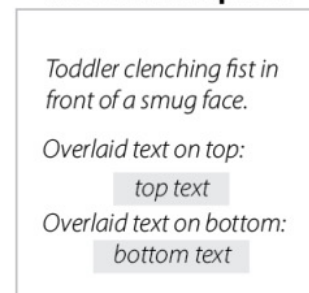 Toddler clenching fist in
front of a smug face.
Overlaid text on top:
top text
Overlaid text on bottom:
bottom text